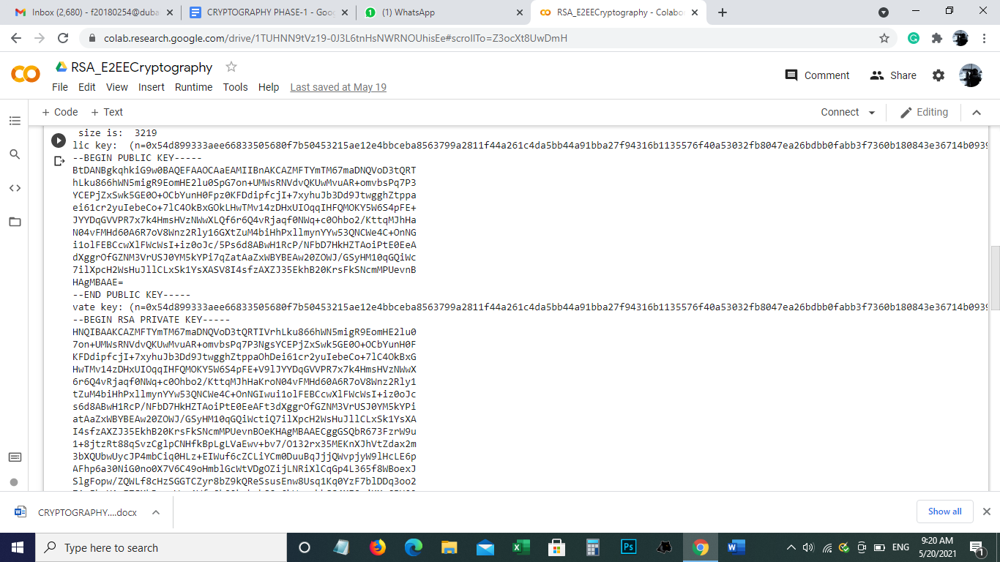 Inbox (2,680) - f20180254@duba
CRYPTOGRAPHY PHASE-1 - Goo
(1) WhatsApp
RSA_E2EECryptography - Colabo
colab.research.google.com/drive/1TUHNN9tVz19-0J3L6tnHsNWRNOUhisEe#scrollTo=Z3ocXt8UwDmH
RSA_E2EECryptography
File Edit View Insert Runtime Tools Help Last saved at May 19
Comment
Share
+ Code + Text
Connect
Editing
size is:  3219
lic key:  (n=0x54d899333aee66833505680f7b50453215ae12e4bbceba8563799a2811f44a261c4da5bb44a91bba27f94316b1135576f40a53032fb8047ea26bdbb0fabb3f7360b180843e36714b0939
--BEGIN PUBLIC KEY-----
BtDANBgkqhkiG9w0BAQEFAAOCAaEAMIIBnAKCAZMFTYmTM67maDNQVoD3tQRT
hLku866hWN5migR9EomHE2lu0SpG7on+UMWsRNVdvQKUwMvuAR+omvbsPq7P3
YCEPjZxSwk5GE0O+OCbYunH0Fpz0KFDdipfcjI+7xyhuJb3Dd9JtwgghZtppa
ei61cr2yuIebeCo+7lC4OkBxGOkLHwTMv14zDHxUIOqqIHFQMOKY5W6S4pFE+
JYYDqGVVPR7x7k4HmsHVzNWwXLQf6r6Q4vRjaqf0NWq+c0Ohbo2/KttqMJhHa
N04vFMHd60A6R7oV8Wnz2Rly16GXtZuM4biHhPxllmynYYw53QNCWe4C+OnNG
i1olFEBCcwXlFWcWsI+iz0oJc/5Ps6d8ABwH1RcP/NFbD7HkHZTAoiPtE0EeA
dXggrOfGZNM3VrUSJ0YM5kYPi7qZatAaZxWBYBEAw20ZOWJ/GSyHM10qGQiWc
7ilXpcH2WsHuJllCLxSk1YsXASV8I4sfzAXZJ35EkhB20KrsFkSNcmMPUevnB
HAgMBAAE=
--END PUBLIC KEY-----
vate key: (n=0x54d899333aee66833505680f7b50453215ae12e4bbceba8563799a2811f44a261c4da5bb44a91bba27f94316b1135576f40a53032fb8047ea26bdbb0fabb3f7360b180843e36714b0939
--BEGIN RSA PRIVATE KEY-----
HNQIBAAKCAZMFTYmTM67maDNQVoD3tQRTIVrhLku866hWN5migR9EomHE2lu0
7on+UMWsRNVdvQKUwMvuAR+omvbsPq7P3NgsYCEPjZxSwk5GE0O+OCbYunH0F
KFDdipfcjI+7xyhuJb3Dd9JtwgghZtppaOhDei61cr2yuIebeCo+7lC4OkBxG
HwTMv14zDHxUIOqqIHFQMOKY5W6S4pFE+V9lJYYDqGVVPR7x7k4HmsHVzNWwX
6r6Q4vRjaqf0NWq+c0Ohbo2/KttqMJhHaKroN04vFMHd60A6R7oV8Wnz2Rly1
tZuM4biHhPxllmynYYw53QNCWe4C+OnNGIwui1olFEBCcwXlFWcWsI+iz0oJc
s6d8ABwH1RcP/NFbD7HkHZTAoiPtE0EeAFt3dXggrOfGZNM3VrUSJ0YM5kYPi
atAaZxWBYBEAw20ZOWJ/GSyHM10qGQiWctiQ7ilXpcH2WsHuJllCLxSk1YsXA
I4sfzAXZJ35EkhB20KrsFkSNcmMPUevnBOeKHAgMBAAECggGSQbR673FzrW9u
1+8jtzRt88qSvzCglpCNHfkBpLgLVaEwv+bv7/O132rx35MEKnXJhVtZdax2m
3bXQUbwUycJP4mbCiq0HLz+EIWuf6cZCLiYCm0DuuBqJjjQWvpjyW9lHcLE6p
AFhp6a30NiG0no0X7V6C49oHmblGcWtVDgOZijLNRiXlCqGp4L365f8WBoexJ
SlgFopw/ZQWLf8cHzSGGTCZyr8bZ9kQReSsusEnw8Usq1Kq0YzF7blDDq3oo2
CRYPTOGRAPHY....docx
Show all
Type here to search
ENG
9:20 AM
5/20/2021
1